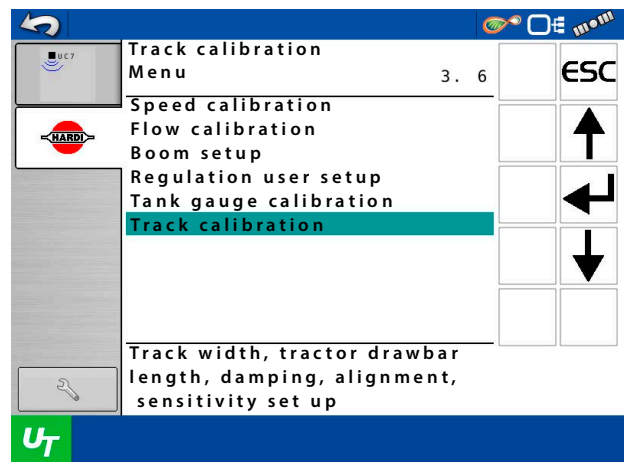 UC7
Track calibration
Menu 3. 6
ESC
HARDI
Speed calibration
Flow calibration
Boom setup
Regulation user setup
Tank gauge calibration
Track calibration
Track width, tractor drawbar
length, damping, alignment,
sensitivity set up
UT